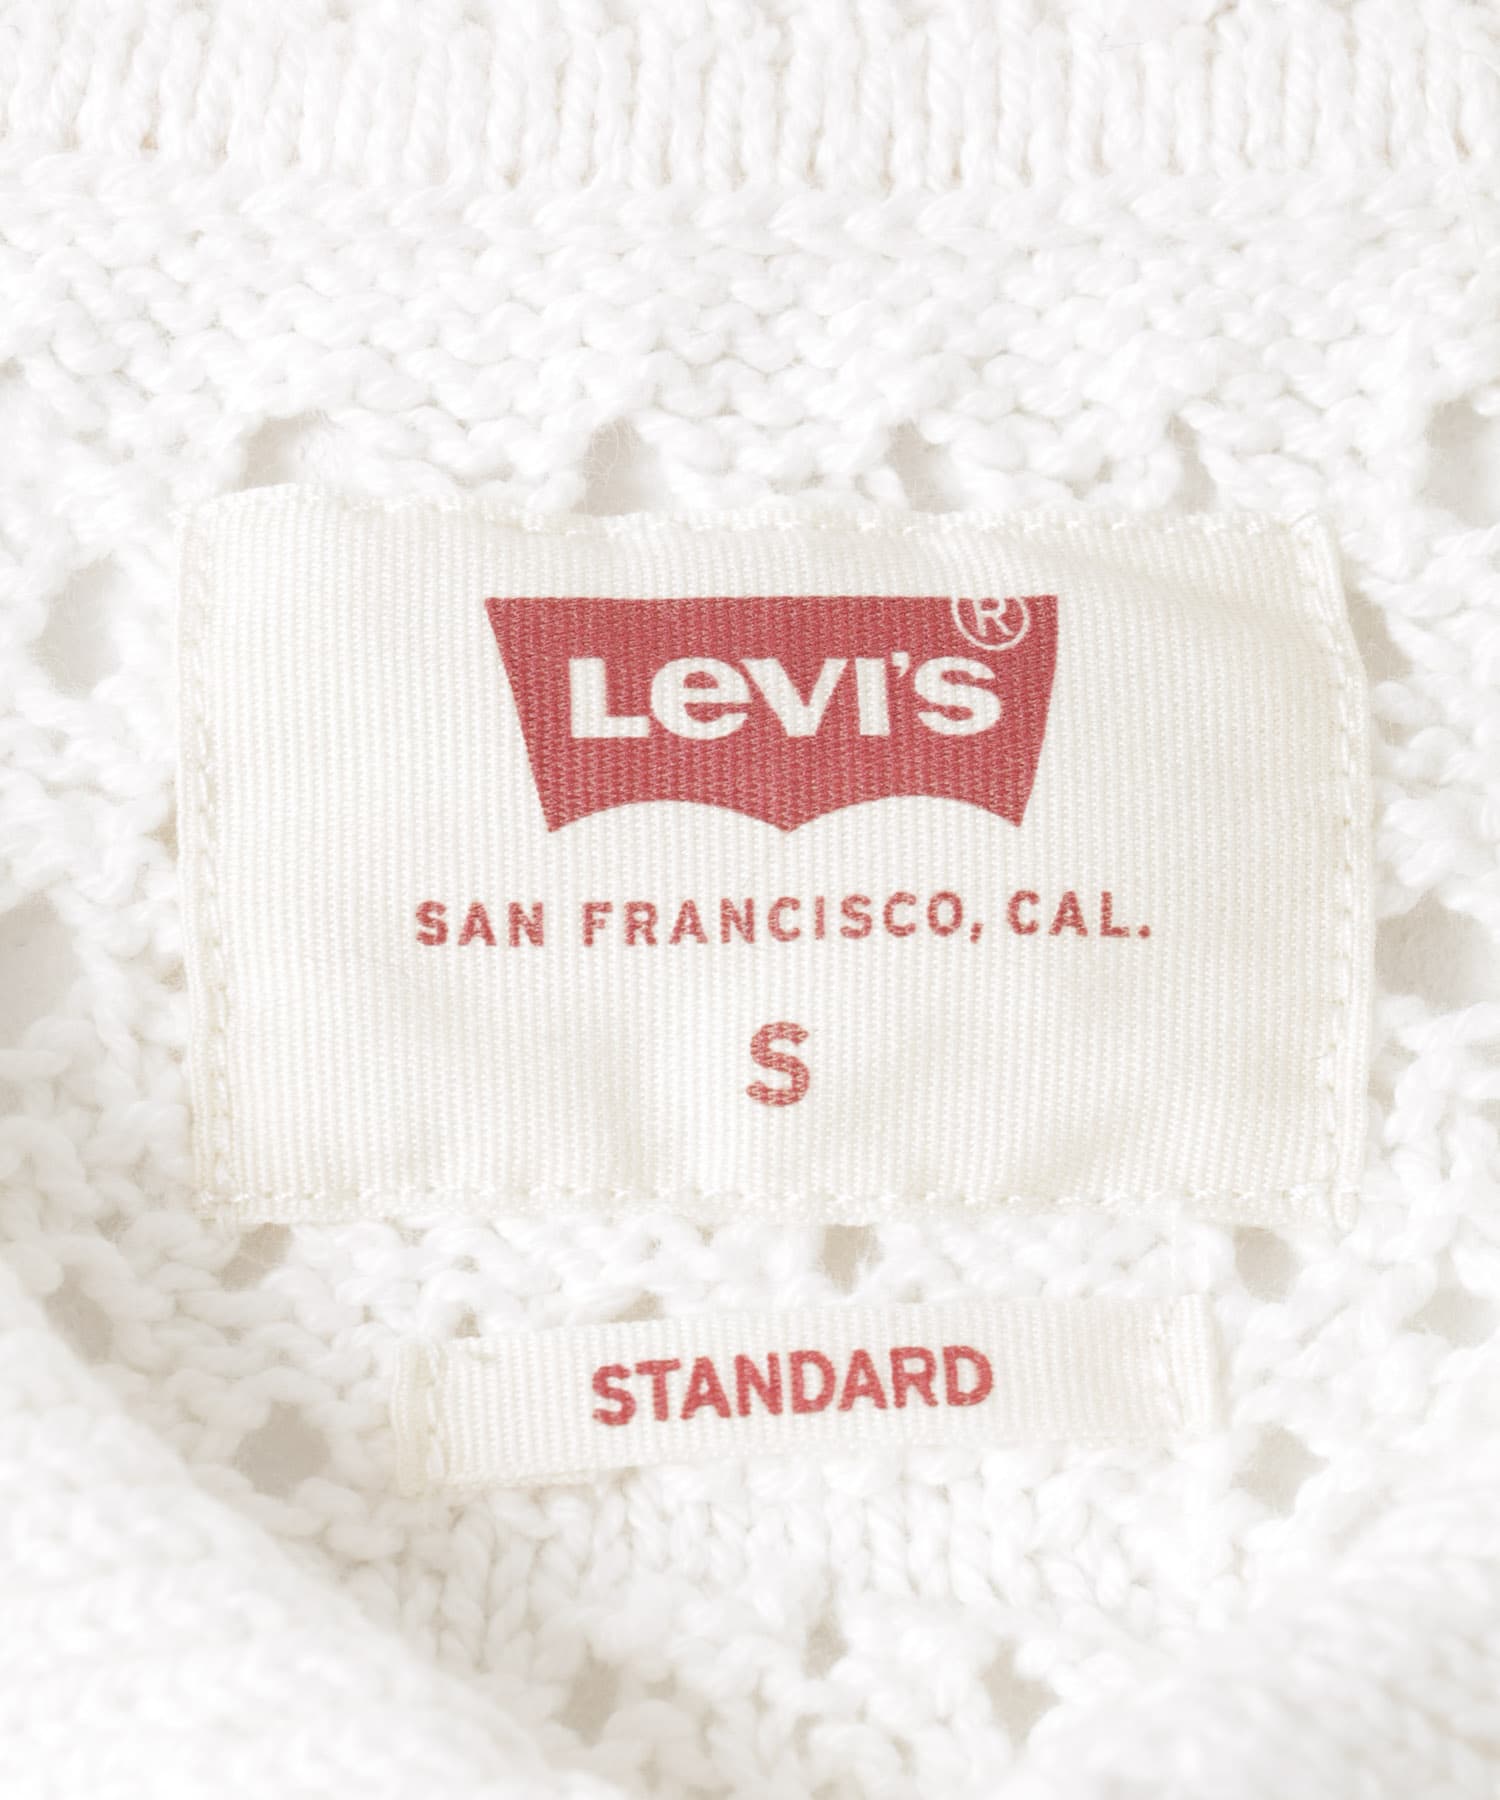 LEVI'S®
SAN FRANCISCO, CAL.
S
STANDARD